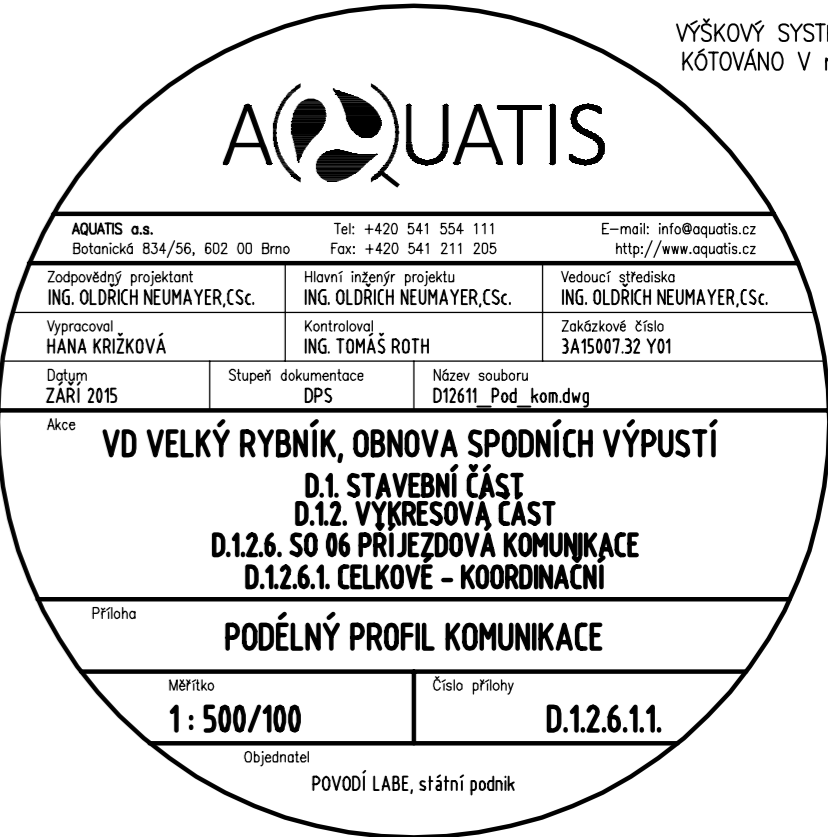 VÝŠKOVÝ
KÓTOVÁNO V
AQUATIS
AQUATIS a.s. Tel: +420 541 554 111 E-mail: info@aquatis.cz
Botanická 834/56, 602 00 Brno Fax: +420 541 211 205 http://www.aquatis.cz
Zodpovědný projektant Hlavní inženýr projektu Vedoucí střediska
ING. OLDŘICH NEUMAYER,CSc. ING. OLDŘICH NEUMAYER,CSc. ING. OLDŘICH NEUMAYER,CSc.
Vypracoval Kontroloval Zakázkové číslo
HANA KRIŽKOVÁ ING. TOMÁŠ ROTH 3A15007.32 Y01
Datum Stupeň dokumentace Název souboru
ZÁŘÍ 2015 DPS D12611_Pod_kom.dwg
Akce
VD VELKÝ RYBNÍK, OBNOVA SPODNÍCH VÝPUSTÍ
D.1. STAVEBNÍ ČÁST
D.1.2. VÝKRESOVÁ ČÁST
D.1.2.6. SO 06 PŘÍJEZDOVÁ KOMUNIKACE
D.1.2.6.1. CELKOVÉ - KOORDINAČNÍ
Příloha
PODÉLNÝ PROFIL KOMUNIKACE
Měřítko Číslo přílohy
1 : 500/100 D.1.2.6.1.1.
Objednatel
POVODÍ LABE, státní podnik